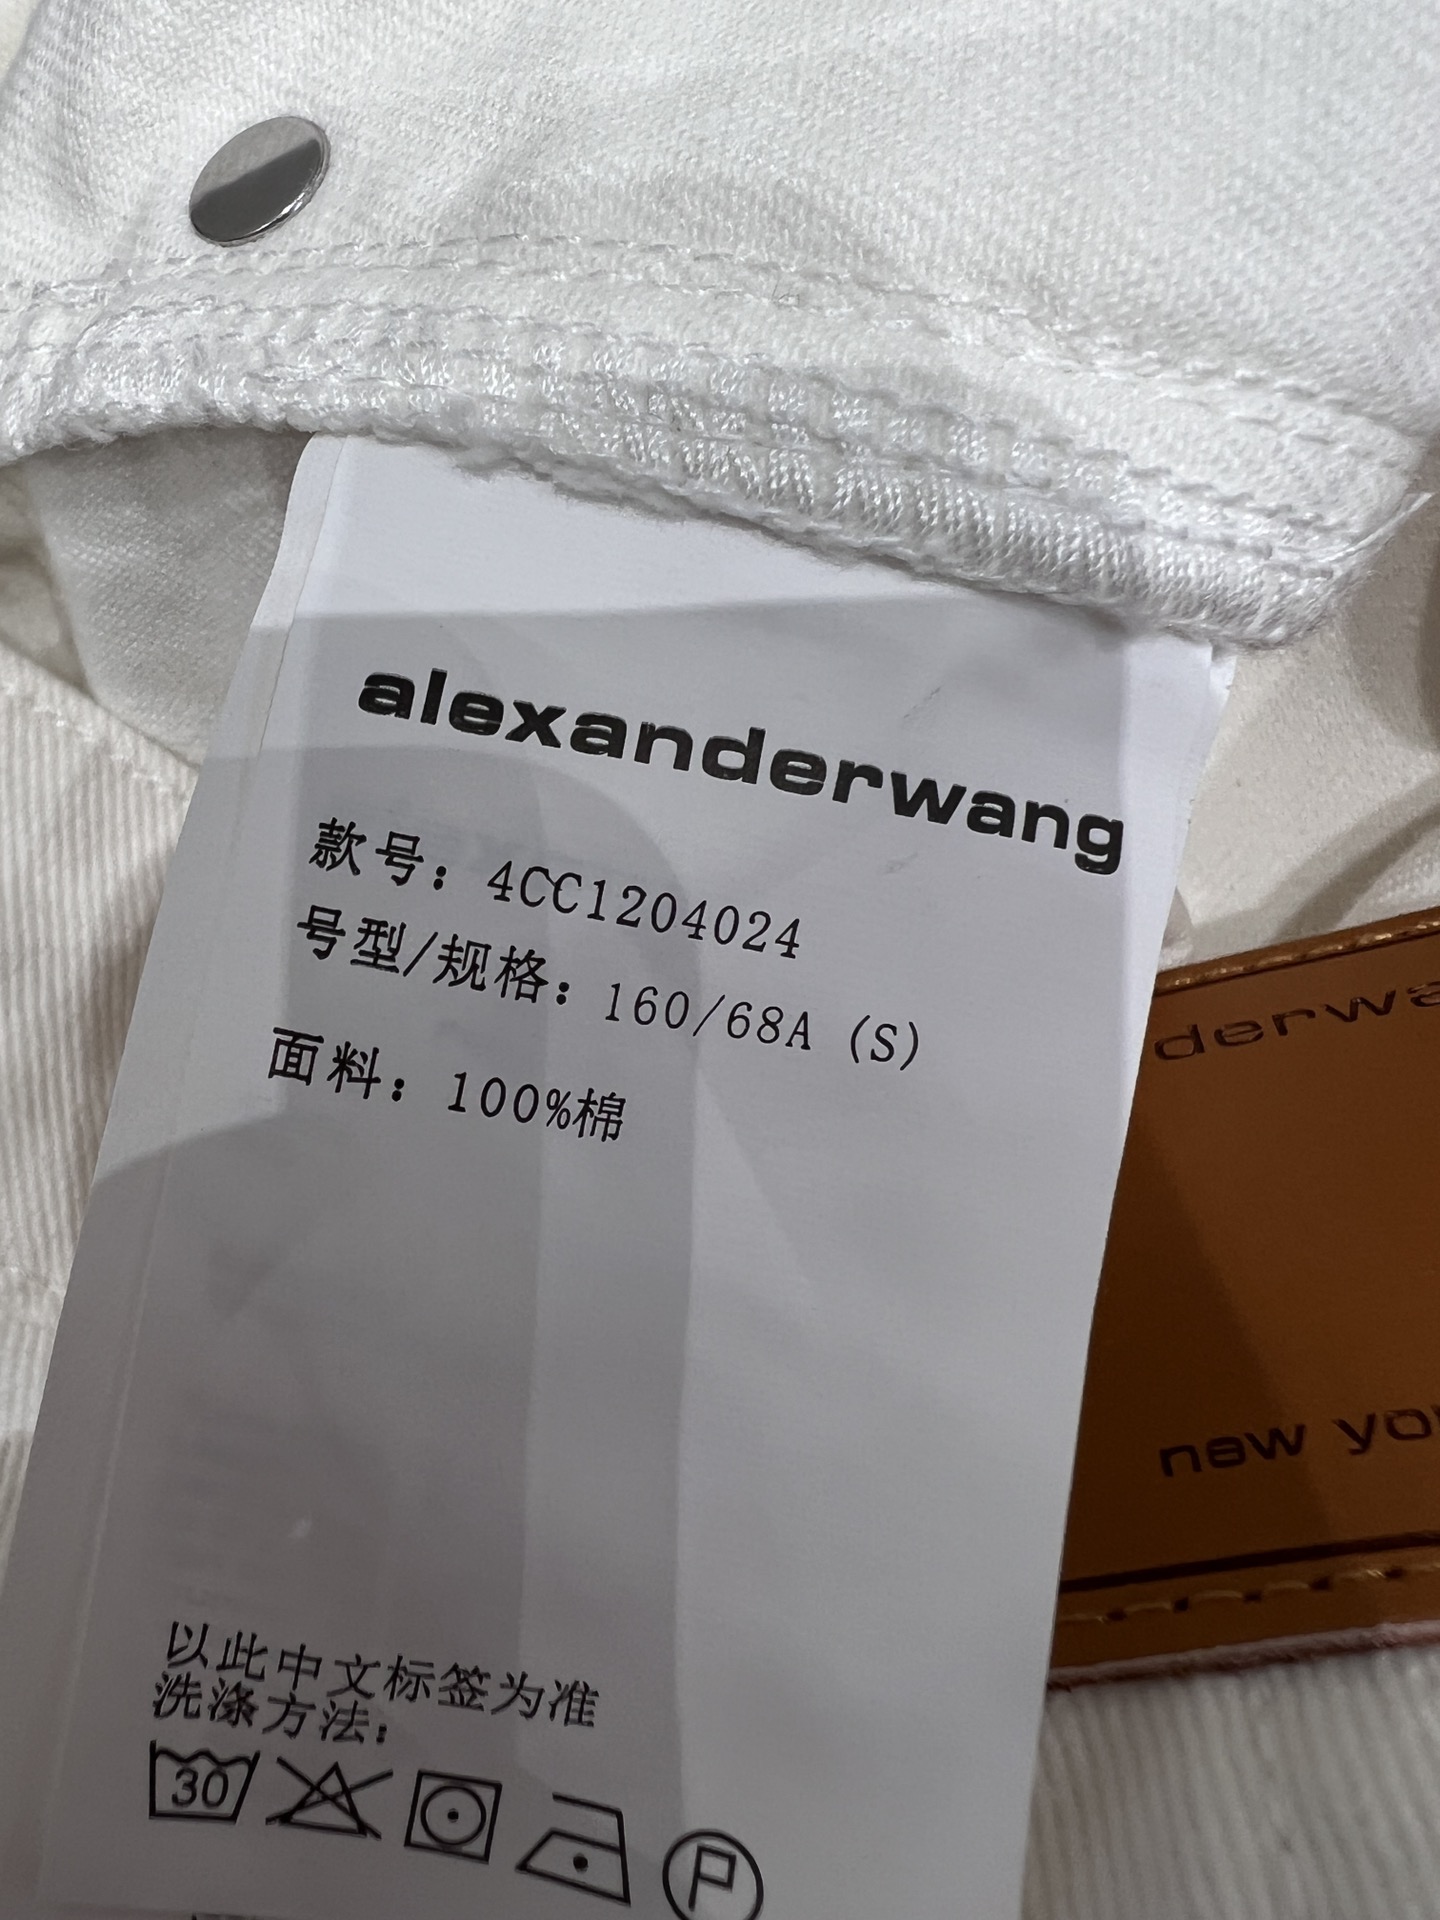 alexanderwang
款号：4CC1204024
号型/规格：160/68A (S)
面料：100%棉
derwa
new yo
以此中文标签为准
洗涤方法：
30
P